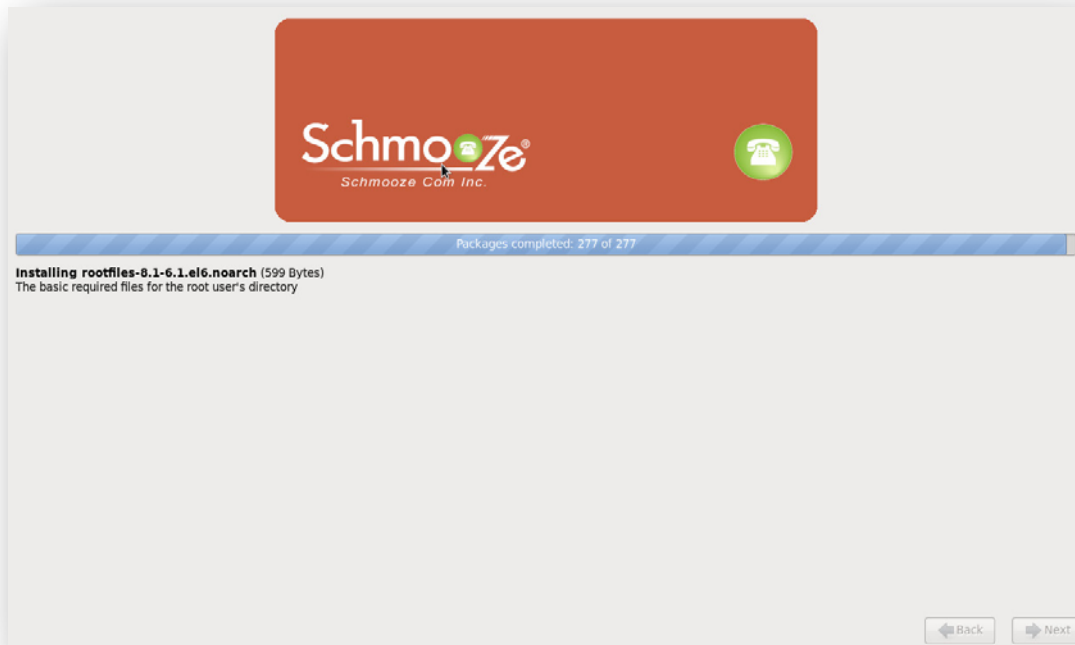 Schmooze®
Schmooze Com Inc.
Packages completed: 277 of 277
Installing rootfiles-8.1-6.1.el6.noarch (599 Bytes)
The basic required files for the root user's directory
Back
Next